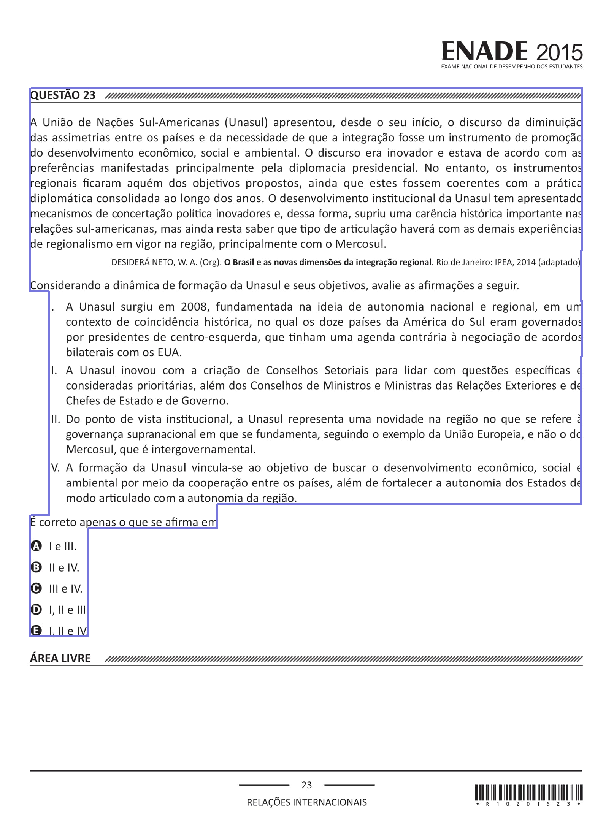 ENADE 2015
EXAME NACIONAL DE DESEMPENHO DOS ESTUDANTES
QUESTÃO 23
A União de Nações Sul-Americanas (Unasul) apresentou, desde o seu início, o discurso da diminuição
das assimetrias entre os países e da necessidade de que a integração fosse um instrumento de promoção
do desenvolvimento econômico, social e ambiental. O discurso era inovador e estava de acordo com as
preferências manifestadas principalmente pela diplomacia presidencial. No entanto, os instrumentos
regionais ficaram aquém dos objetivos propostos, ainda que estes fossem coerentes com a prática
diplomática consolidada ao longo dos anos. O desenvolvimento institucional da Unasul tem apresentado
mecanismos de concertação política inovadores e, dessa forma, supriu uma carência histórica importante nas
relações sul-americanas, mas ainda resta saber que tipo de articulação haverá com as demais experiências
de regionalismo em vigor na região, principalmente com o Mercosul.
DESIDERÁ NETO, W. A. (Org). O Brasil e as novas dimensões da integração regional. Rio de Janeiro: IPEA, 2014 (adaptado).
Considerando a dinâmica de formação da Unasul e seus objetivos, avalie as afirmações a seguir.
I. A Unasul surgiu em 2008, fundamentada na ideia de autonomia nacional e regional, em um
contexto de coincidência histórica, no qual os doze países da América do Sul eram governados
por presidentes de centro-esquerda, que tinham uma agenda contrária à negociação de acordos
bilaterais com os EUA.
II. A Unasul inovou com a criação de Conselhos Setoriais para lidar com questões específicas e
consideradas prioritárias, além dos Conselhos de Ministros e Ministras das Relações Exteriores e de
Chefes de Estado e de Governo.
III. Do ponto de vista institucional, a Unasul representa uma novidade na região no que se refere à
governança supranacional em que se fundamenta, seguindo o exemplo da União Europeia, e não o do
Mercosul, que é intergovernamental.
IV. A formação da Unasul vincula-se ao objetivo de buscar o desenvolvimento econômico, social e
ambiental por meio da cooperação entre os países, além de fortalecer a autonomia dos Estados de
modo articulado com a autonomia da região.
É correto apenas o que se afirma em
A I e III.
B II e IV.
C III e IV.
D I, II e III
E I, II e IV
ÁREA LIVRE
23
RELAÇÕES INTERNACIONAIS
*R1020152 3*